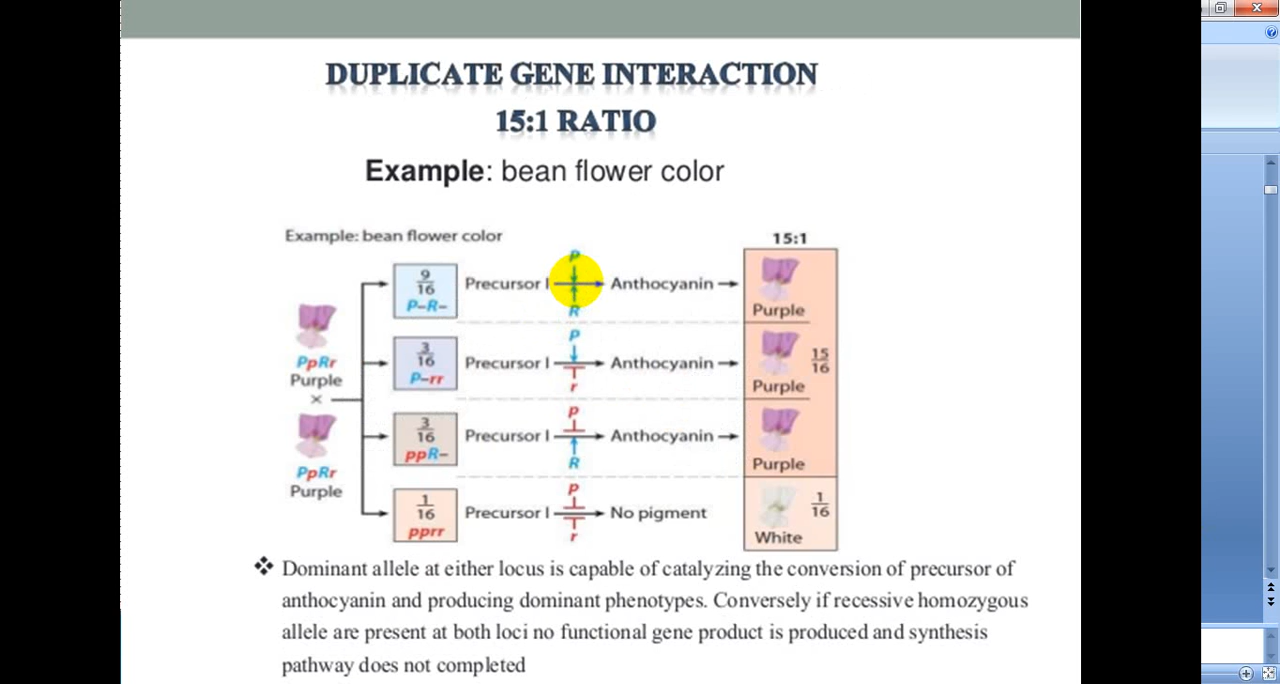 DUPLICATE GENE INTERACTION
15:1 RATIO
Example: bean flower color
Example: bean flower color
15:1
9/16 P–R– Precursor I P R Anthocyanin Purple
PpRr
Purple
×
3/16 P–rr Precursor I P r Anthocyanin Purple 15/16
3/16 ppR– Precursor I p R Anthocyanin Purple
PpRr
Purple
1/16 pprr Precursor I p r No pigment White 1/16
❖ Dominant allele at either locus is capable of catalyzing the conversion of precursor of
anthocyanin and producing dominant phenotypes. Conversely if recessive homozygous
allele are present at both loci no functional gene product is produced and synthesis
pathway does not completed